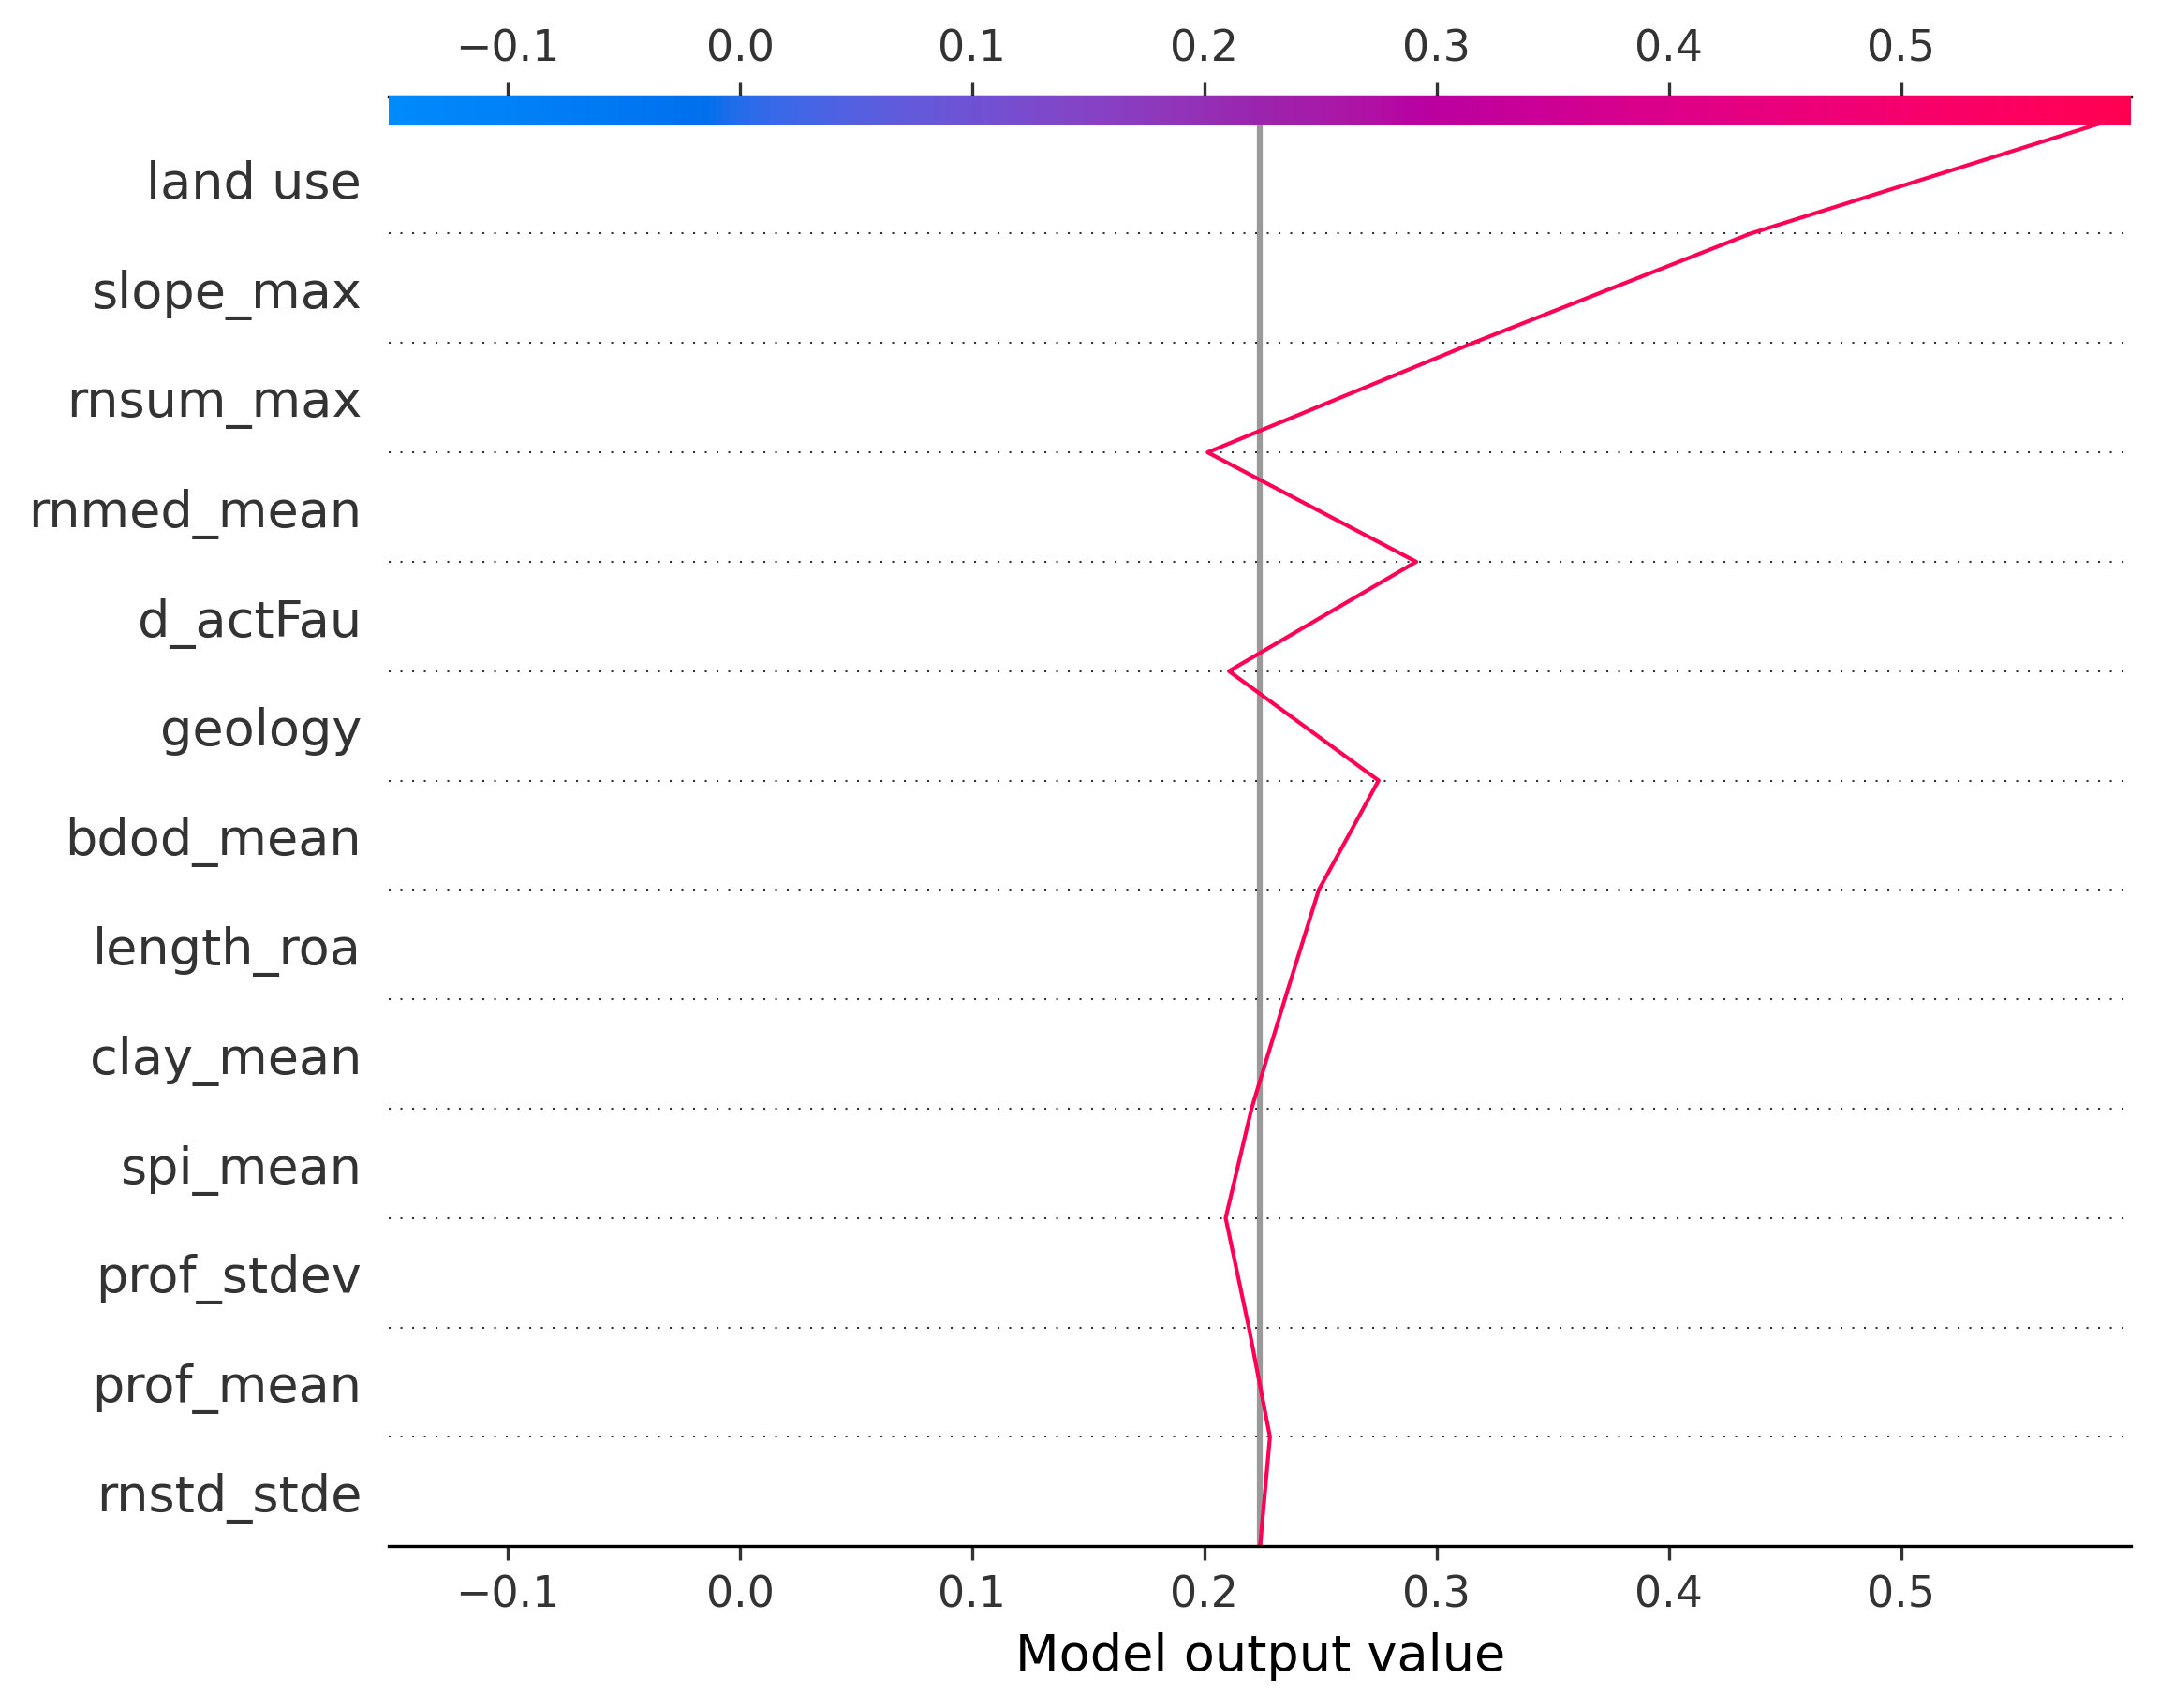 −0.1 0.0 0.1 0.2 0.3 0.4 0.5
land use
slope_max
rnsum_max
rnmed_mean
d_actFau
geology
bdod_mean
length_roa
clay_mean
spi_mean
prof_stdev
prof_mean
rnstd_stde
−0.1 0.0 0.1 0.2 0.3 0.4 0.5
Model output value